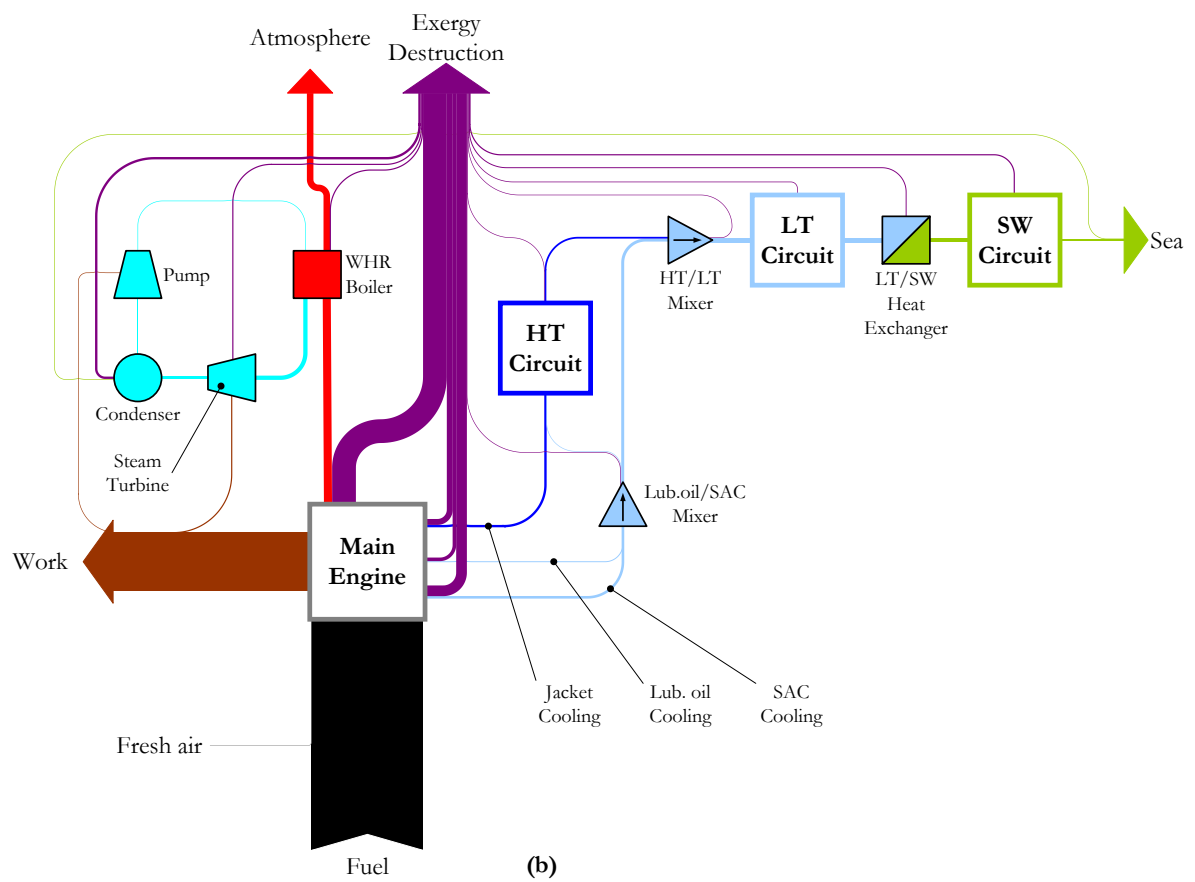 Exergy
Destruction
Atmosphere
LT
Circuit
SW
Circuit
Sea
WHR
Boiler
Pump
HT/LT
Mixer
LT/SW
Heat
Exchanger
HT
Circuit
Condenser
Steam
Turbine
Lub.oil/SAC
Mixer
Work
Main
Engine
Jacket
Cooling
Lub. oil
Cooling
SAC
Cooling
Fresh air
Fuel
(b)